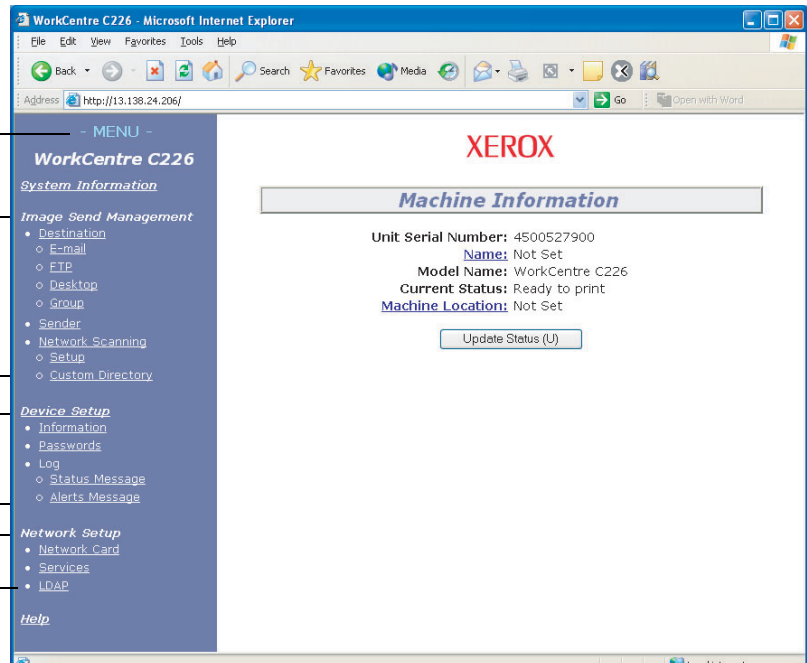 WorkCentre C226 - Microsoft Internet Explorer
File Edit View Favorites Tools Help
Back Search Favorites Media
Address http://13.138.24.206/ Go Open with Word
- MENU -
WorkCentre C226
System Information
Image Send Management
Destination
E-mail
FTP
Desktop
Group
Sender
Network Scanning
Setup
Custom Directory
Device Setup
Information
Passwords
Log
Status Message
Alerts Message
Network Setup
Network Card
Services
LDAP
Help
XEROX
Machine Information
Unit Serial Number: 4500527900
Name: Not Set
Model Name: WorkCentre C226
Current Status: Ready to print
Machine Location: Not Set
Update Status (U)